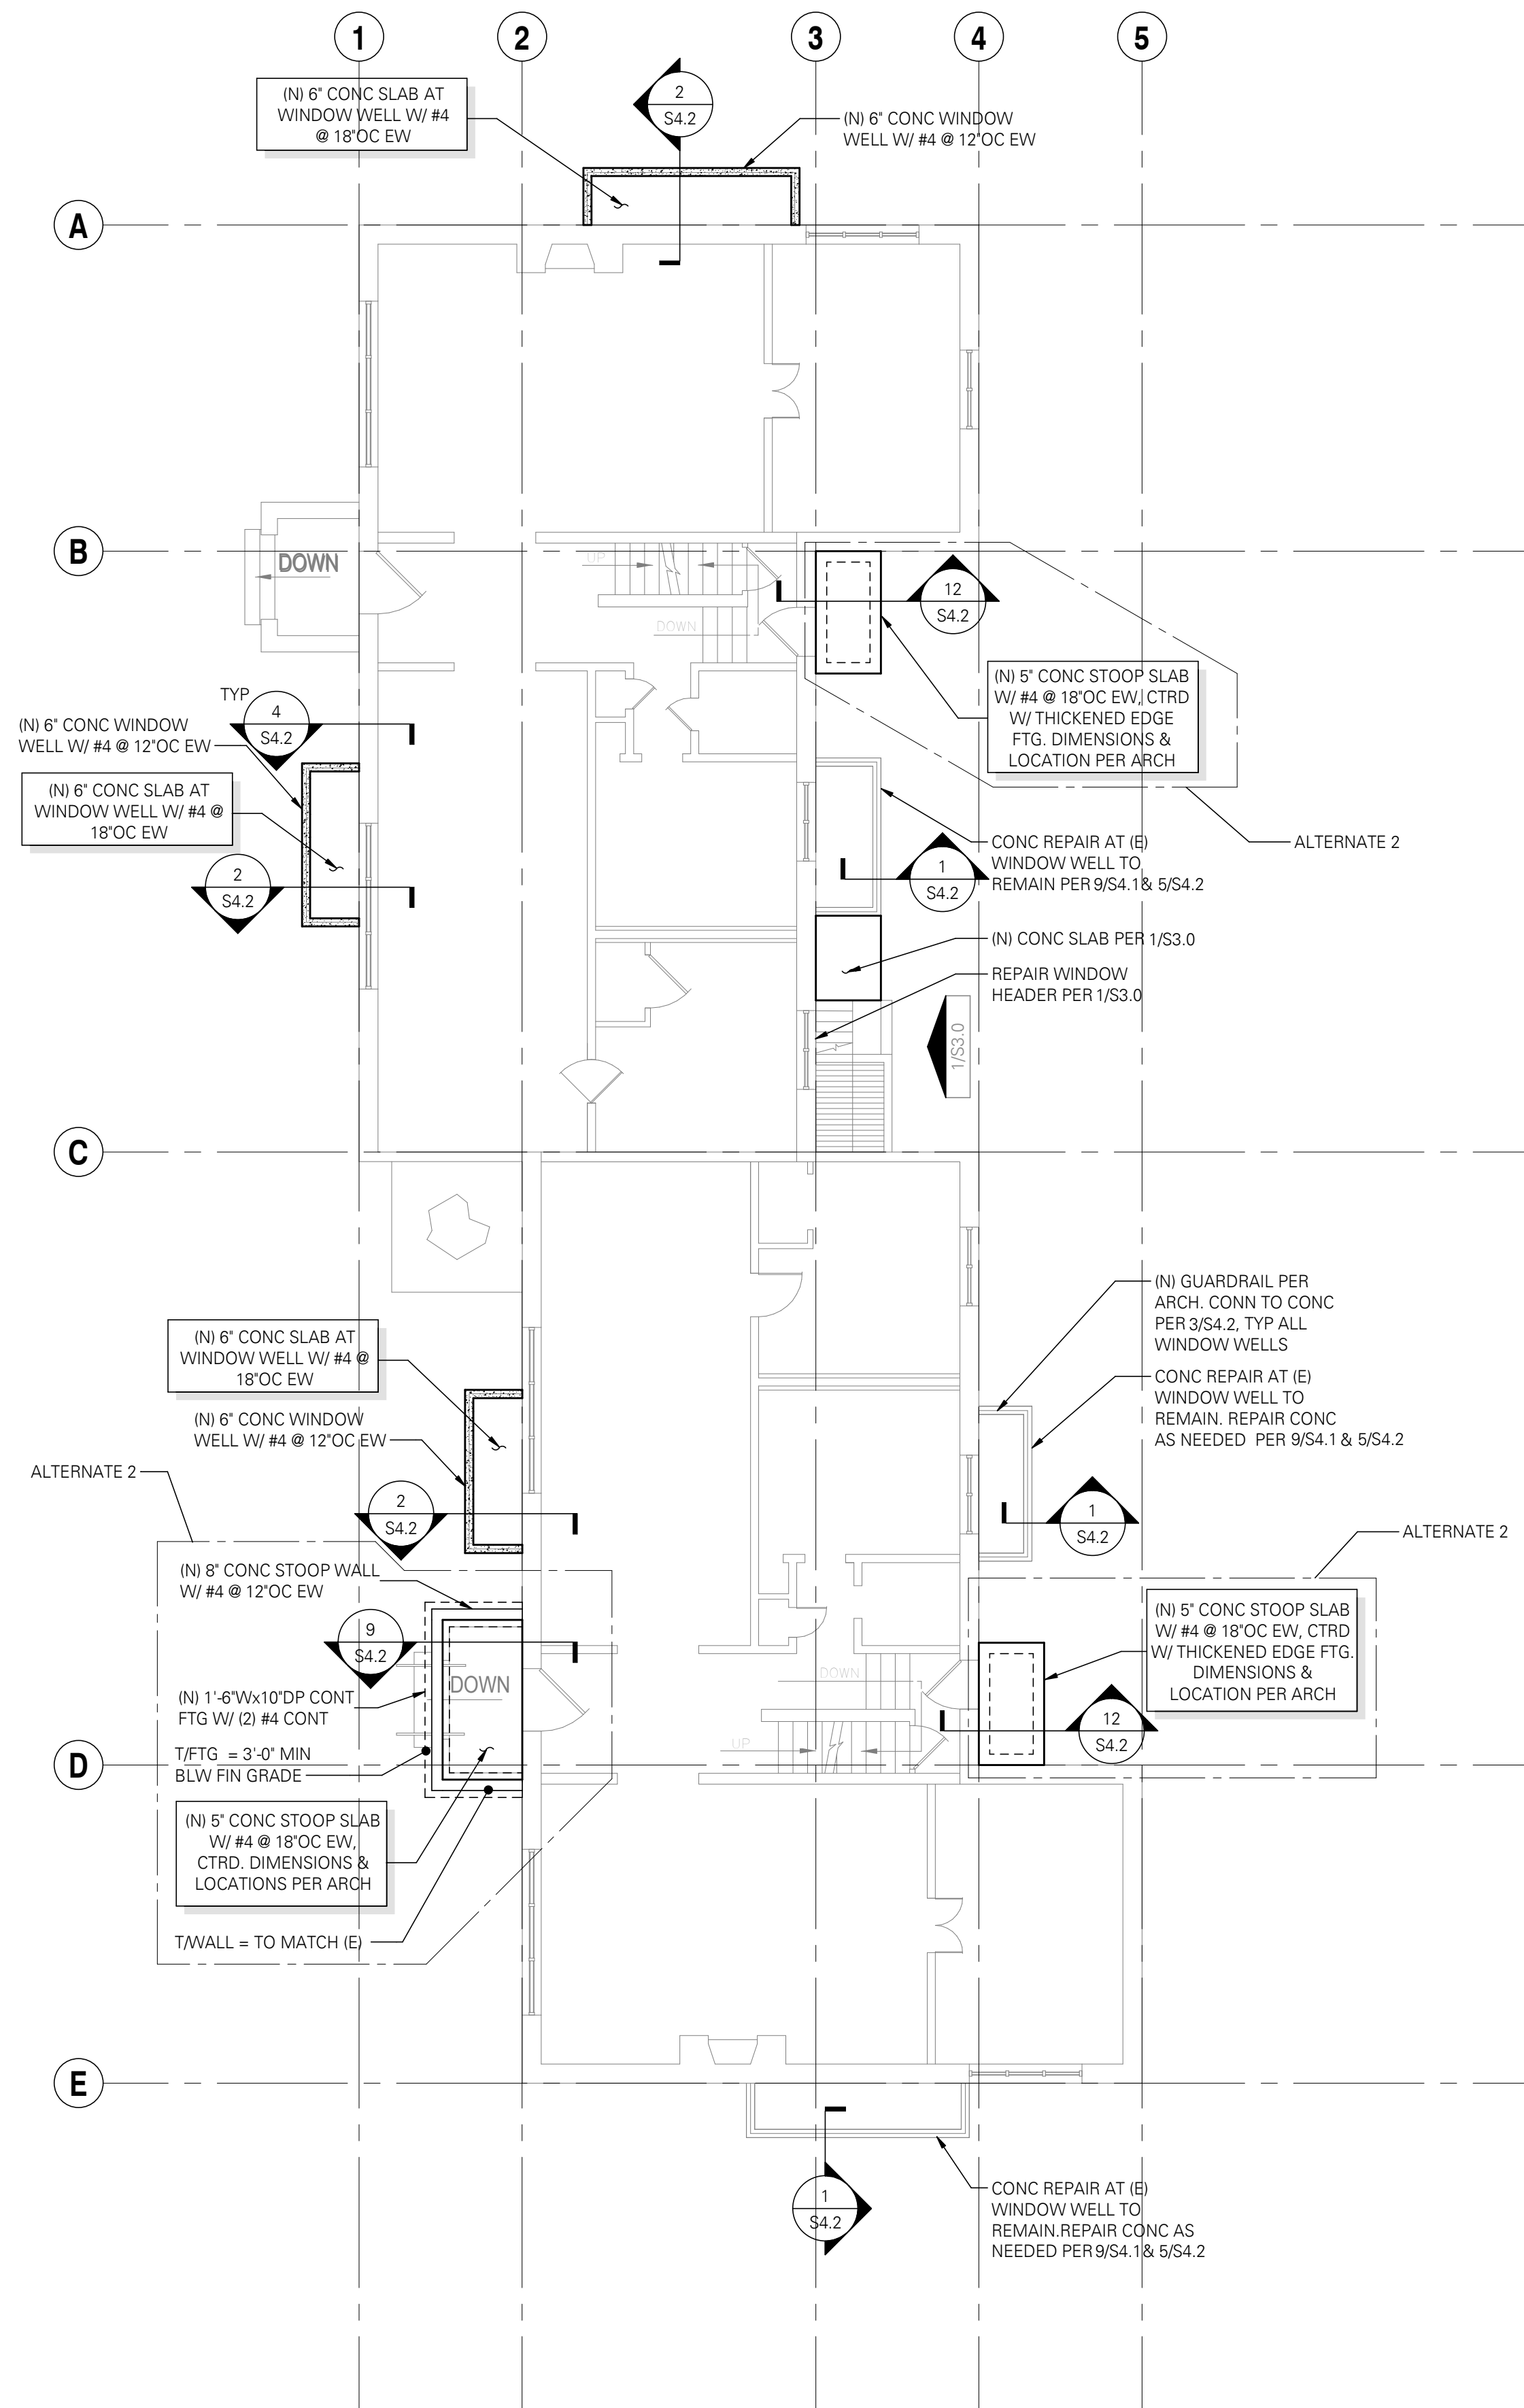 1
2
3
4
5
(N) 6" CONC SLAB AT
WINDOW WELL W/ #4
@ 18"OC EW
2
S4.2
(N) 6" CONC WINDOW
WELL W/ #4 @ 12"OC EW
A
B
DOWN
UP
DOWN
12
S4.2
(N) 5" CONC STOOP SLAB
W/ #4 @ 18"OC EW, CTRD
W/ THICKENED EDGE
FTG. DIMENSIONS &
LOCATION PER ARCH
TYP
4
S4.2
(N) 6" CONC WINDOW
WELL W/ #4 @ 12"OC EW
(N) 6" CONC SLAB AT
WINDOW WELL W/ #4 @
18"OC EW
2
S4.2
CONC REPAIR AT (E)
WINDOW WELL TO
REMAIN PER 9/S4.1 & 5/S4.2
ALTERNATE 2
1
S4.2
(N) CONC SLAB PER 1/S3.0
REPAIR WINDOW
HEADER PER 1/S3.0
1/S3.0
C
(N) GUARDRAIL PER
ARCH. CONN TO CONC
PER 3/S4.2, TYP ALL
WINDOW WELLS
(N) 6" CONC SLAB AT
WINDOW WELL W/ #4 @
18"OC EW
CONC REPAIR AT (E)
WINDOW WELL TO
REMAIN. REPAIR CONC
AS NEEDED PER 9/S4.1 & 5/S4.2
(N) 6" CONC WINDOW
WELL W/ #4 @ 12"OC EW
ALTERNATE 2
2
S4.2
1
S4.2
ALTERNATE 2
(N) 8" CONC STOOP WALL
W/ #4 @ 12"OC EW
9
S4.2
(N) 5" CONC STOOP SLAB
W/ #4 @ 18"OC EW, CTRD
W/ THICKENED EDGE FTG.
DIMENSIONS &
LOCATION PER ARCH
DOWN
DOWN
(N) 1'-6"Wx10"DP CONT
FTG W/ (2) #4 CONT
12
S4.2
UP
T/FTG = 3'-0" MIN
BLW FIN GRADE
D
(N) 5" CONC STOOP SLAB
W/ #4 @ 18"OC EW,
CTRD. DIMENSIONS &
LOCATIONS PER ARCH
T/WALL = TO MATCH (E)
E
1
S4.2
CONC REPAIR AT (E)
WINDOW WELL TO
REMAIN.REPAIR CONC AS
NEEDED PER 9/S4.1 & 5/S4.2